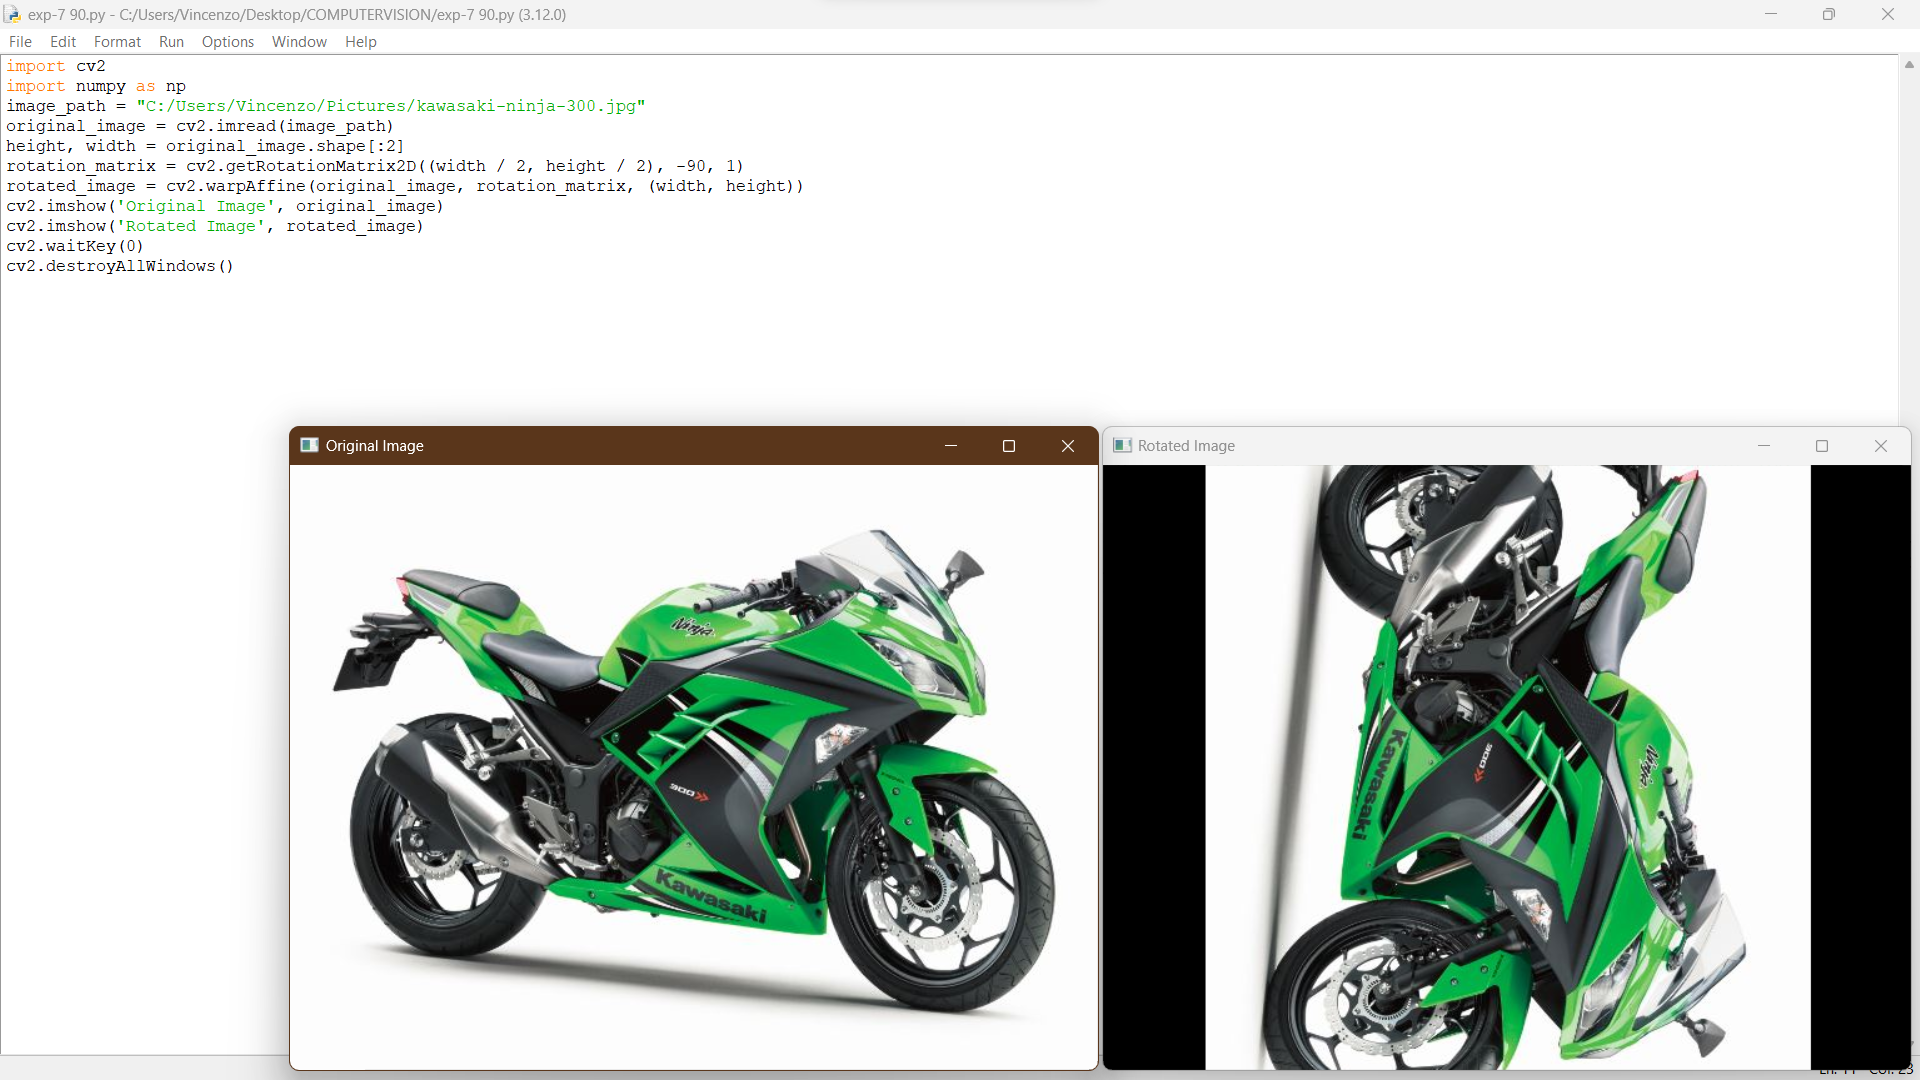 exp-7 90.py - C:/Users/Vincenzo/Desktop/COMPUTERVISION/exp-7 90.py (3.12.0)
File Edit Format Run Options Window Help
import cv2
import numpy as np
image_path = "C:/Users/Vincenzo/Pictures/kawasaki-ninja-300.jpg"
original_image = cv2.imread(image_path)
height, width = original_image.shape[:2]
rotation_matrix = cv2.getRotationMatrix2D((width / 2, height / 2), -90, 1)
rotated_image = cv2.warpAffine(original_image, rotation_matrix, (width, height))
cv2.imshow('Original Image', original_image)
cv2.imshow('Rotated Image', rotated_image)
cv2.waitKey(0)
cv2.destroyAllWindows()
Original Image
Ninja
300
Kawasaki
Rotated Image
300
Ninja
Kawasaki